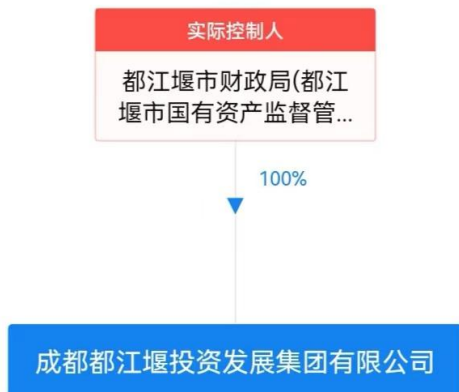 实际控制人
都江堰市财政局(都江
堰市国有资产监督管...
100%
成都都江堰投资发展集团有限公司